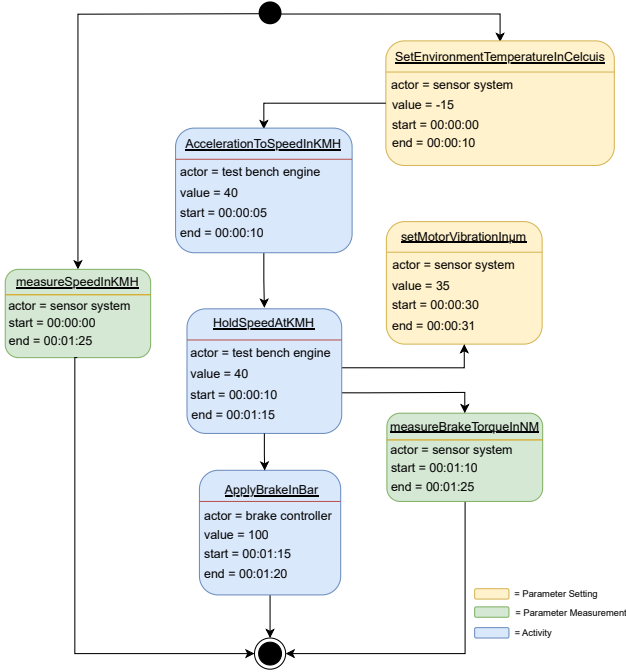 SetEnvironmentTemperatureInCelcuis
actor = sensor system
value = -15
start = 00:00:00
end = 00:00:10
AccelerationToSpeedInKMH
actor = test bench engine
value = 40
start = 00:00:05
end = 00:00:10
setMotorVibrationInμm
actor = sensor system
value = 35
start = 00:00:30
end = 00:00:31
measureSpeedInKMH
actor = sensor system
start = 00:00:00
end = 00:01:25
HoldSpeedAtKMH
actor = test bench engine
value = 40
start = 00:00:10
end = 00:01:15
measureBrakeTorqueInNM
actor = sensor system
start = 00:01:10
end = 00:01:25
ApplyBrakeInBar
actor = brake controller
value = 100
start = 00:01:15
end = 00:01:20
= Parameter Setting
= Parameter Measurement
= Activity